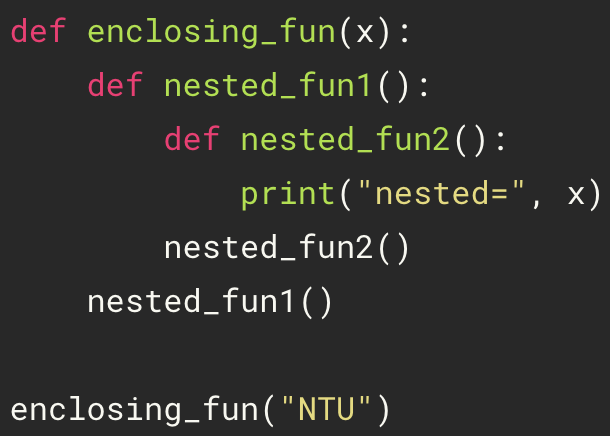 def enclosing_fun(x):
    def nested_fun1():
        def nested_fun2():
            print("nested=", x)
        nested_fun2()
    nested_fun1()

enclosing_fun("NTU")